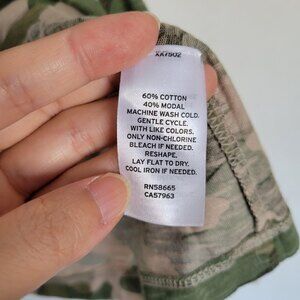 60% COTTON
40% MODAL
MACHINE WASH COLD.
GENTLE CYCLE.
WITH LIKE COLORS.
ONLY NON-CHLORINE
BLEACH IF NEEDED.
RESHAPE.
LAY FLAT TO DRY.
COOL IRON IF NEEDED.
RN58665
CA57963